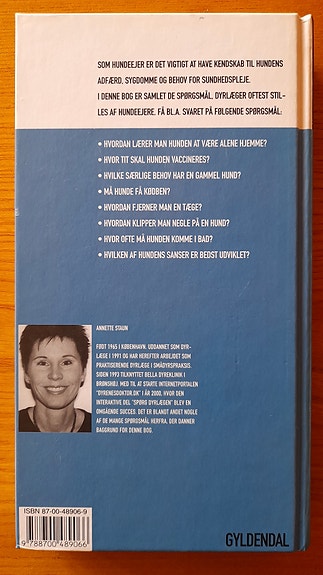 SOM HUNDEEJER ER DET VIGTIGT AT HAVE KENDSKAB TIL HUNDENS
ADFÆRD, SYGDOMME OG BEHOV FOR SUNDHEDSPLEJE.
I DENNE BOG ER SAMLET DE SPØRGSMÅL, DYRLÆGER OFTEST STIL-
LES AF HUNDEEJERE. FÅ BL.A. SVARET PÅ FØLGENDE SPØRGSMÅL:
• HVORDAN LÆRER MAN HUNDEN AT VÆRE ALENE HJEMME?
• HVOR TIT SKAL HUNDEN VACCINERES?
• HVILKE SÆRLIGE BEHOV HAR EN GAMMEL HUND?
• MÅ HUNDE FÅ KØDBEN?
• HVORDAN FJERNER MAN EN TÆGE?
• HVORDAN KLIPPER MAN NEGLE PÅ EN HUND?
• HVOR OFTE MÅ HUNDEN KOMME I BAD?
• HVILKEN AF HUNDENS SANSER ER BEDST UDVIKLET?
ANNETTE STAUN
FØDT 1965 I KØBENHAVN. UDDANNET SOM DYR-
LÆGE I 1991 OG HAR HEREFTER ARBEJDET SOM
PRAKTISERENDE DYRLÆGE I SMÅDYRSPRAKSIS.
SIDEN 1993 TILKNYTTET BELLA DYREKLINIK I
BRØNSHØJ. MED TIL AT STARTE INTERNETPORTALEN
"DYRENESDOKTOR.DK" I ÅR 2000, HVOR DEN
INTERAKTIVE DEL "SPØRG DYRLÆGEN" BLEV EN
OMGÅENDE SUCCES. DET ER BLANDT ANDET NOGLE
AF DE MANGE SPØRGSMÅL HERFRA, DER DANNER
BAGGRUND FOR DENNE BOG.
ISBN 87-00-48906-9
9 788700 489066
GYLDENDAL